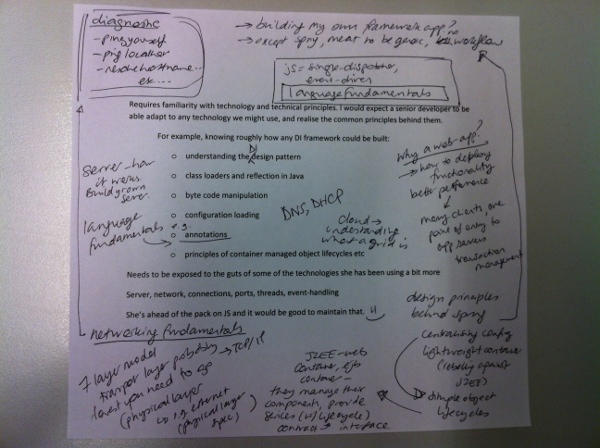 diagnostic
- ping yourself
- ping localhost
- resolve hostname...
etc...
→ building my own framework app? no
→ except spring, meant to be generic, workflow
js = single-dispatcher,
event-driven
language fundamentals
Requires familiarity with technology and technical principles. I would expect a senior developer to be
able adapt to any technology we might use, and realise the common principles behind them.
For example, knowing roughly how any DI framework could be built:
DI
o understanding the design pattern
o class loaders and reflection in Java
o byte code manipulation
o configuration loading
o annotations
o principles of container managed object lifecycles etc
Needs to be exposed to the guts of some of the technologies she has been using a bit more
Server, network, connections, ports, threads, event-handling
She's ahead of the pack on JS and it would be good to maintain that.
server - how
it works
Build your own
server.
language
fundamentals e.g.
DNS, DHCP
cloud →
understanding
what a grid is
why a web-app?
→ how to deploy
functionality
better performance
many clients, one
point of entry to
app servers
transaction
management
design principles
behind spring
centralising config
lightweight container
(rebelling against
J2EE)
simple object
lifecycles
networking fundamentals
7 layer model
transport layer protocol → TCP/IP
lowest you need to go
(physical layer
is e.g. ethernet
(physical layer
spec)
J2EE - web
container, ejb
container -
they manage their
components, provide
services (w/ lifecycle)
contract → interface